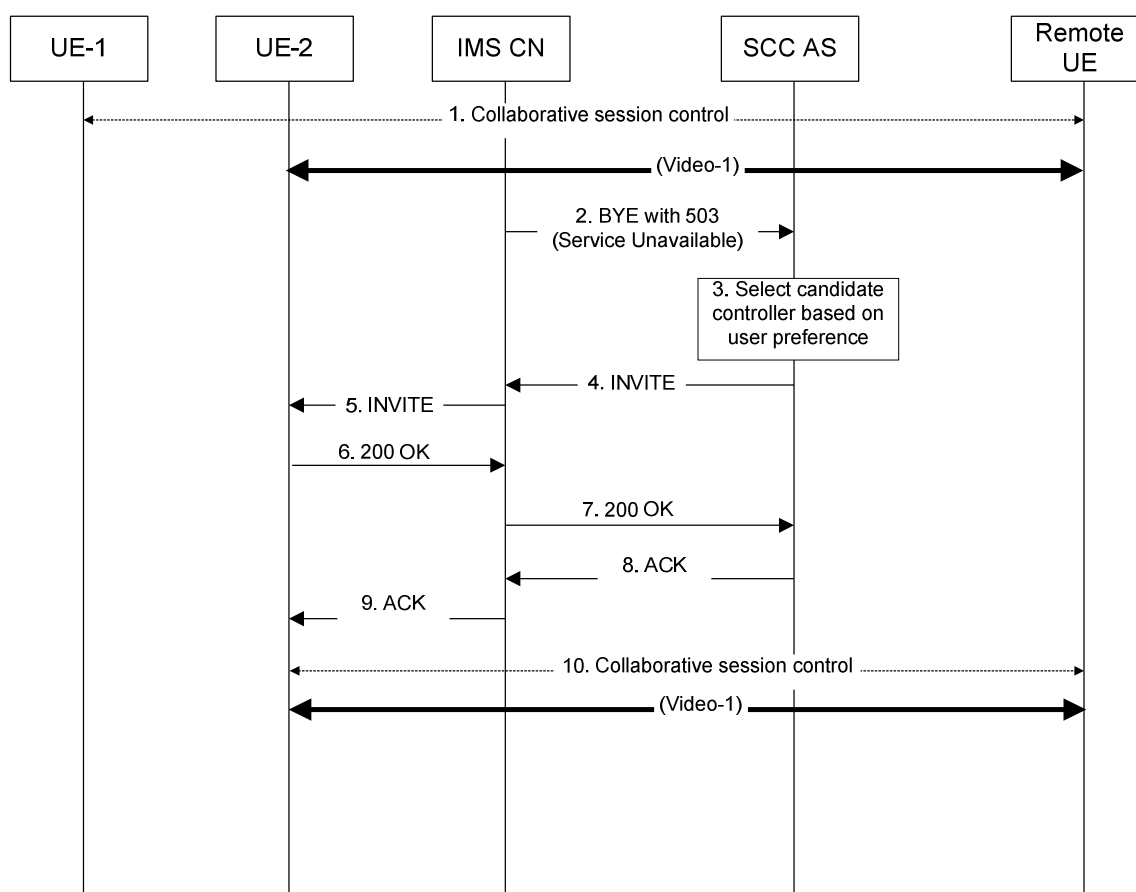 UE-1
UE-2
IMS CN
SCC AS
Remote
UE
1. Collaborative session control
(Video-1)
2. BYE with 503
(Service Unavailable)
3. Select candidate
controller based on
user preference
4. INVITE
5. INVITE
6. 200 OK
7. 200 OK
8. ACK
9. ACK
10. Collaborative session control
(Video-1)